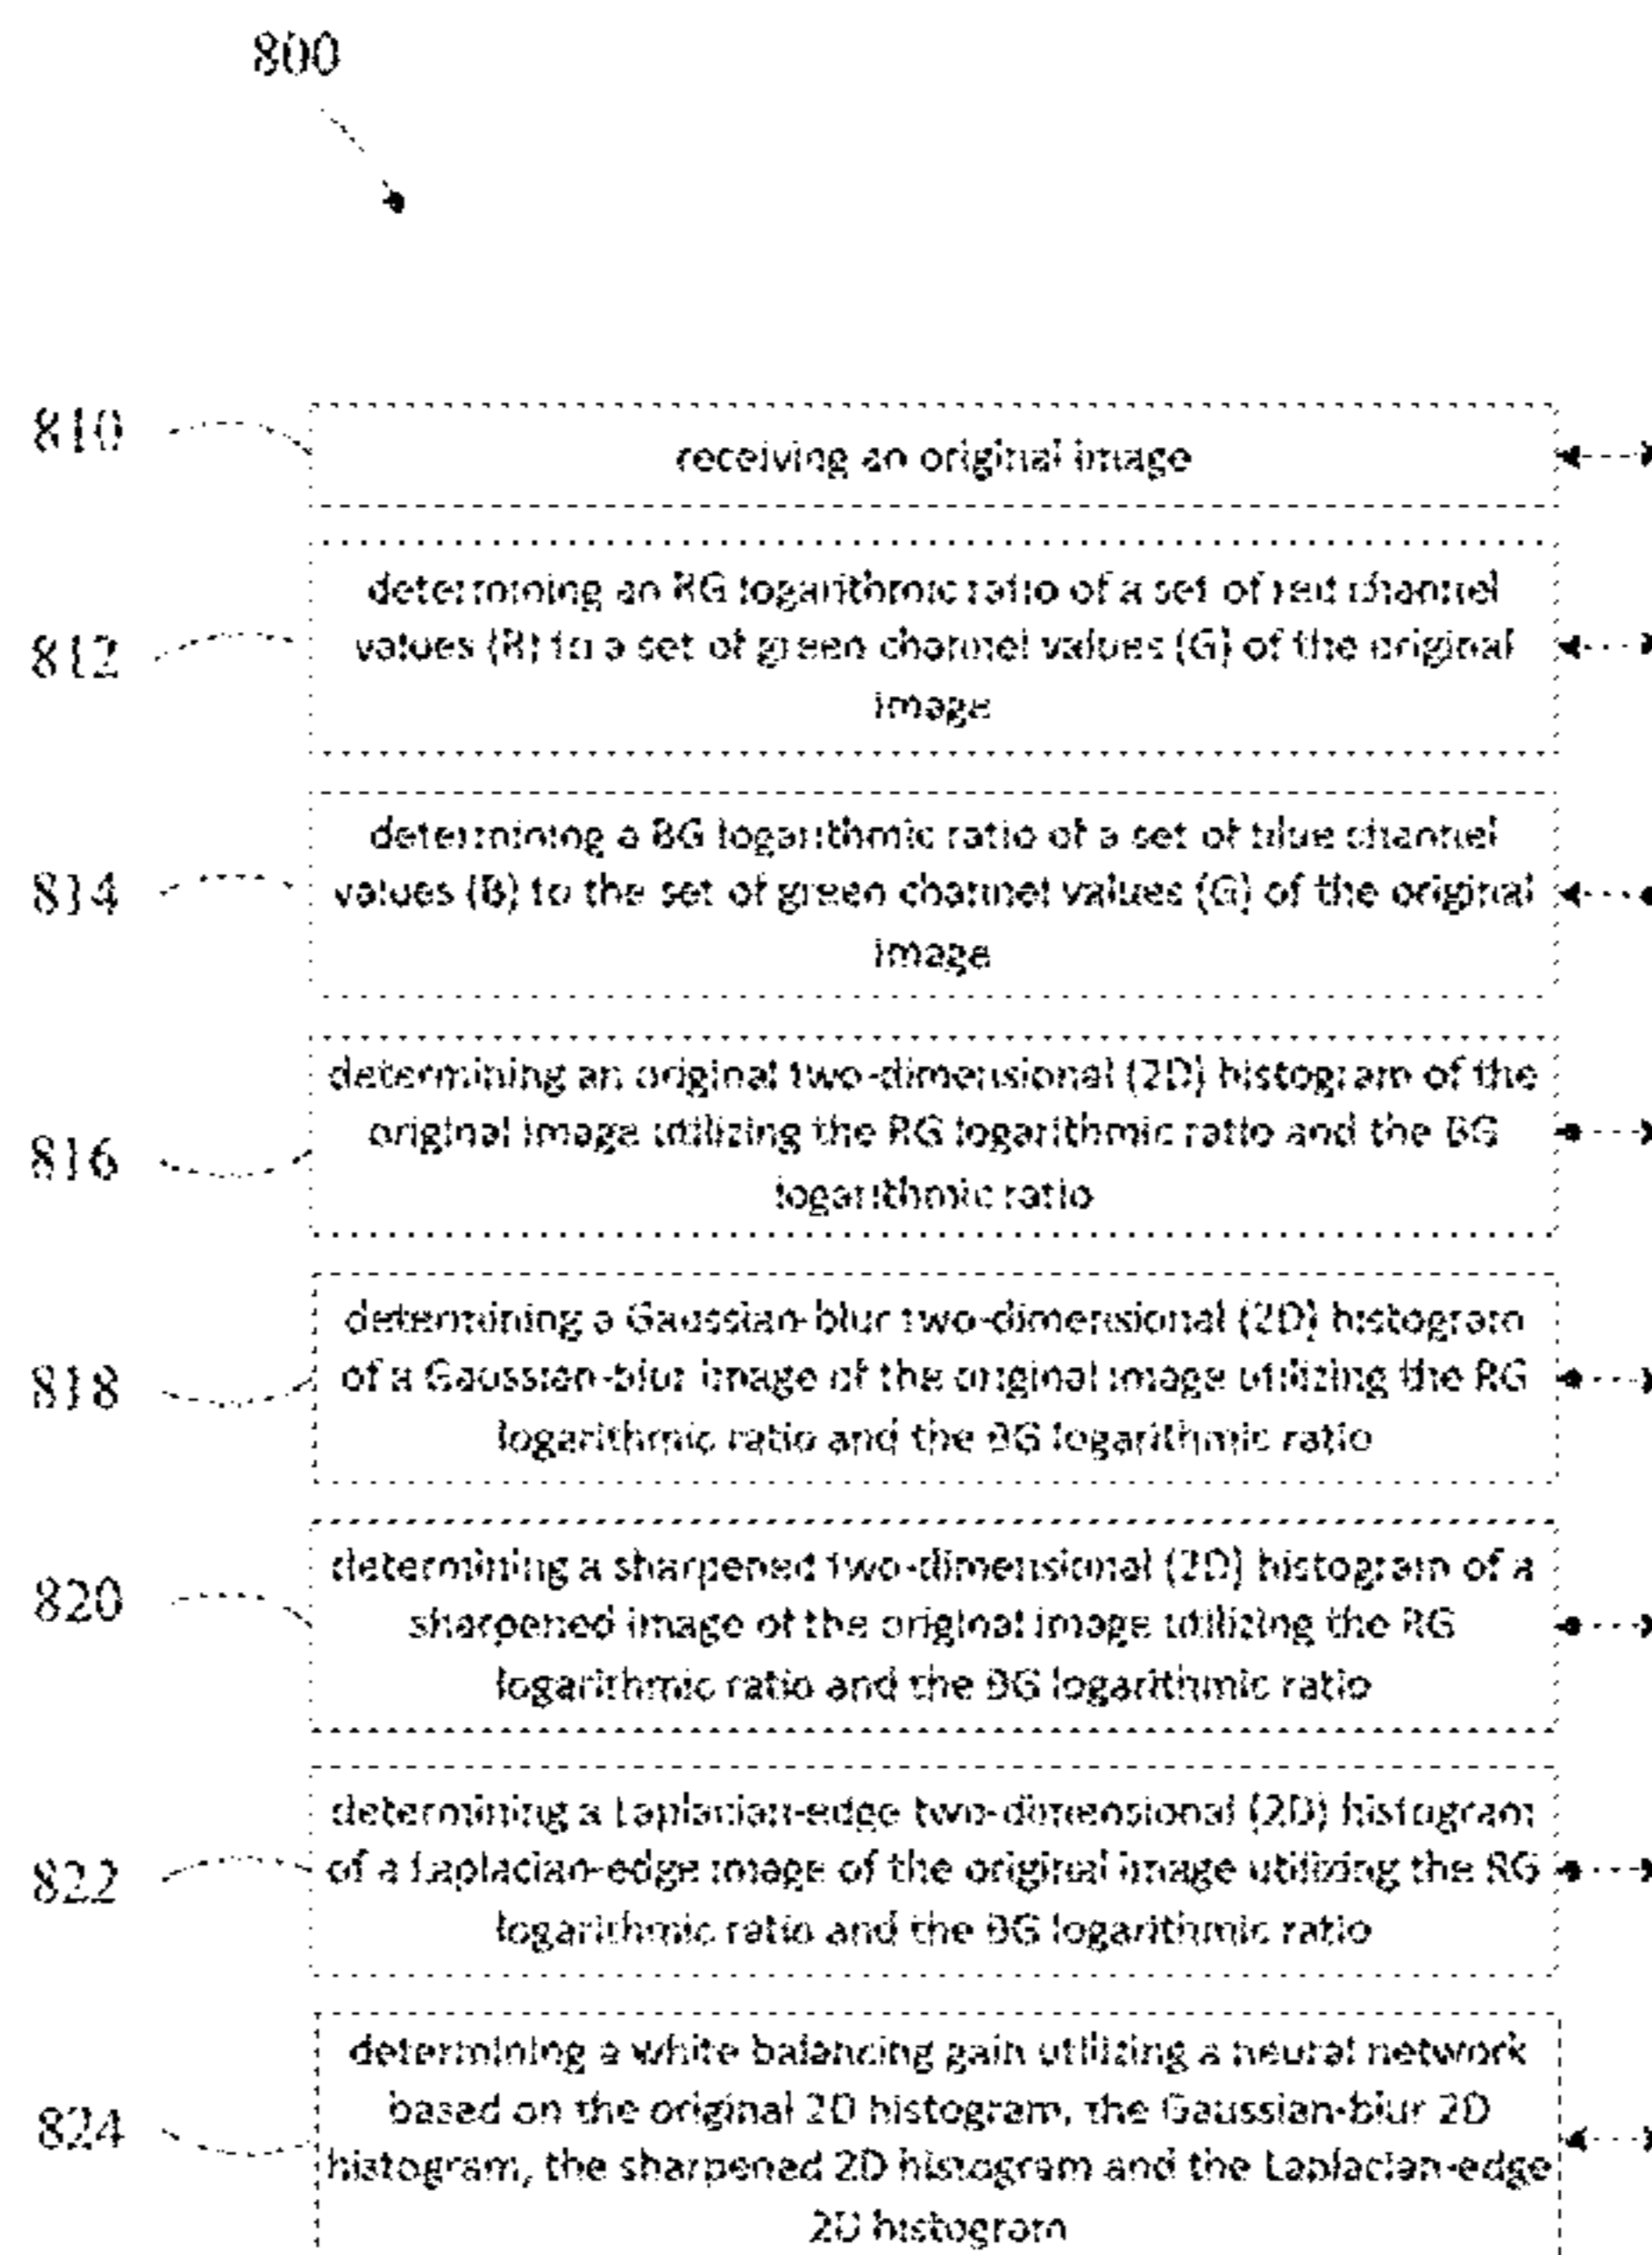 800
810
receiving an original image
812
determining an RG logarithmic ratio of a set of red channel
values (R) to a set of green channel values (G) of the original
image
814
determining a BG logarithmic ratio of a set of blue channel
values (B) to the set of green channel values (G) of the original
image
816
determining an original two-dimensional (2D) histogram of the
original image utilizing the RG logarithmic ratio and the BG
logarithmic ratio
818
determining a Gaussian-blur two-dimensional (2D) histogram
of a Gaussian-blur image of the original image utilizing the RG
logarithmic ratio and the BG logarithmic ratio
820
determining a sharpened two-dimensional (2D) histogram of a
sharpened image of the original image utilizing the RG
logarithmic ratio and the BG logarithmic ratio
822
determining a Laplacian-edge two-dimensional (2D) histogram
of a Laplacian-edge image of the original image utilizing the RG
logarithmic ratio and the BG logarithmic ratio
824
determining a white balancing gain utilizing a neural network
based on the original 2D histogram, the Gaussian-blur 2D
histogram, the sharpened 2D histogram and the Laplacian-edge
2D histogram